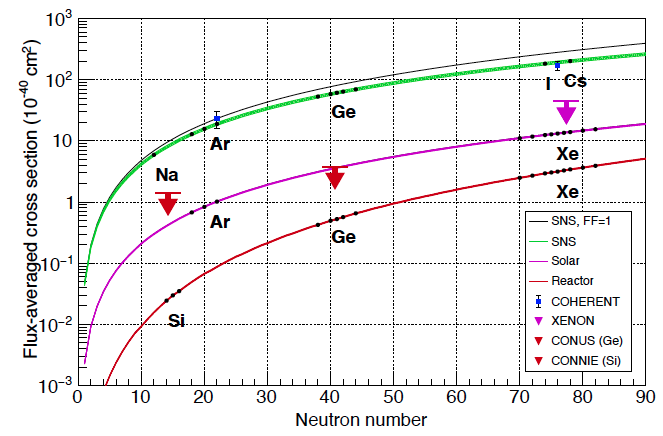 Flux-averaged cross section (10⁻⁴⁰ cm²)
10³
10²
10
1
10⁻¹
10⁻²
10⁻³
I Cs
Ge
Ar
Na
Xe
Xe
Ar
Ge
Si
SNS, FF=1
SNS
Solar
Reactor
COHERENT
XENON
CONUS (Ge)
CONNIE (Si)
0 10 20 30 40 50 60 70 80 90
Neutron number